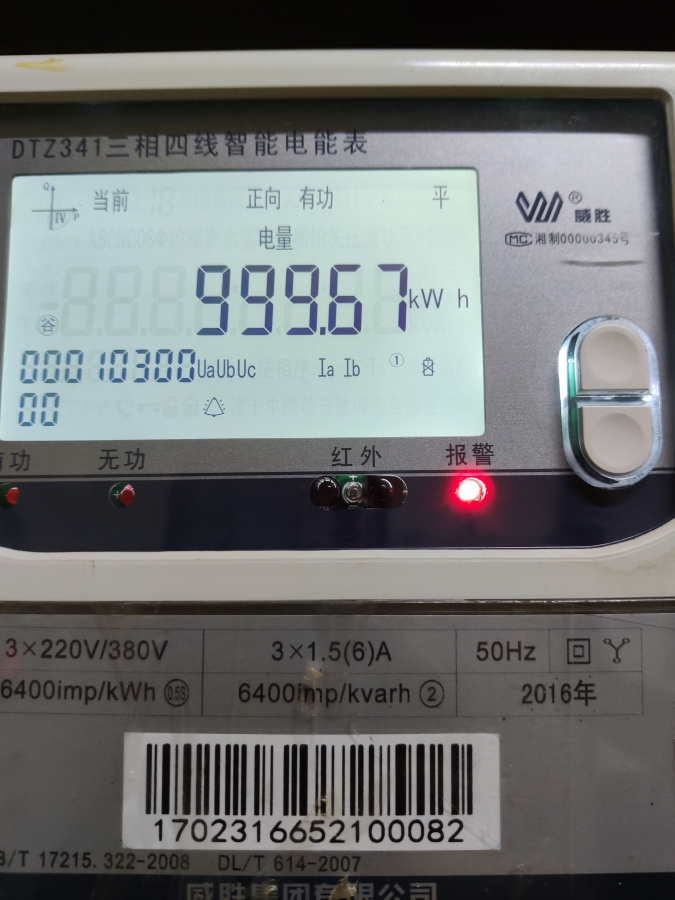 DTZ341三相四线智能电能表
当前 正向 有功 平
电量
999.67 kW h
谷
00010300 UaUbUc Ia Ib ①
00
威胜®
MC 湘制00000345号
有功 无功 红外 报警
3×220V/380V 3×1.5(6)A 50Hz
6400imp/kWh 0.5S 6400imp/kvarh ② 2016年
1702316652100082
B/T 17215.322-2008 DL/T 614-2007
威胜集团有限公司